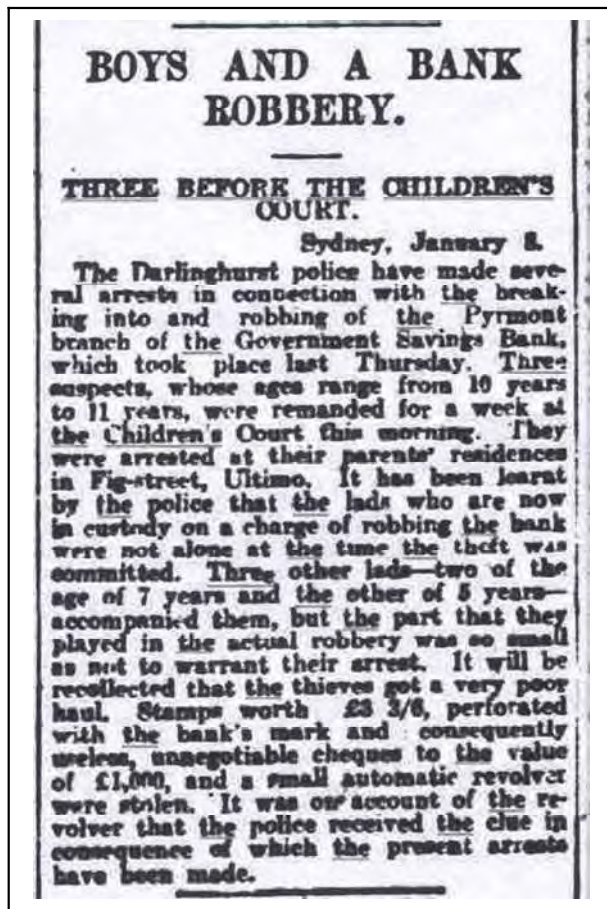 BOYS AND A BANK
ROBBERY.
THREE BEFORE THE CHILDREN'S
COURT.
Sydney, January 8.
The Darlinghurst police have made seve-
ral arrests in connection with the break-
ing into and robbing of the Pyrmont
branch of the Government Savings Bank,
which took place last Thursday. Three
suspects, whose ages range from 10 years
to 11 years, were remanded for a week at
the Children's Court this morning. They
were arrested at their parents' residences
in Fig-street, Ultimo. It has been learnt
by the police that the lads who are now
in custody on a charge of robbing the bank
were not alone at the time the theft was
committed. Three other lads—two of the
age of 7 years and the other of 5 years—
accompanied them, but the part that they
played in the actual robbery was so small
as not to warrant their arrest. It will be
recollected that the thieves got a very poor
haul. Stamps worth £3 3/6, perforated
with the bank's mark and consequently
useless, unnegotiable cheques to the value
of £1,000, and a small automatic revolver
were stolen. It was on account of the re-
volver that the police received the clue in
consequence of which the present arrests
have been made.